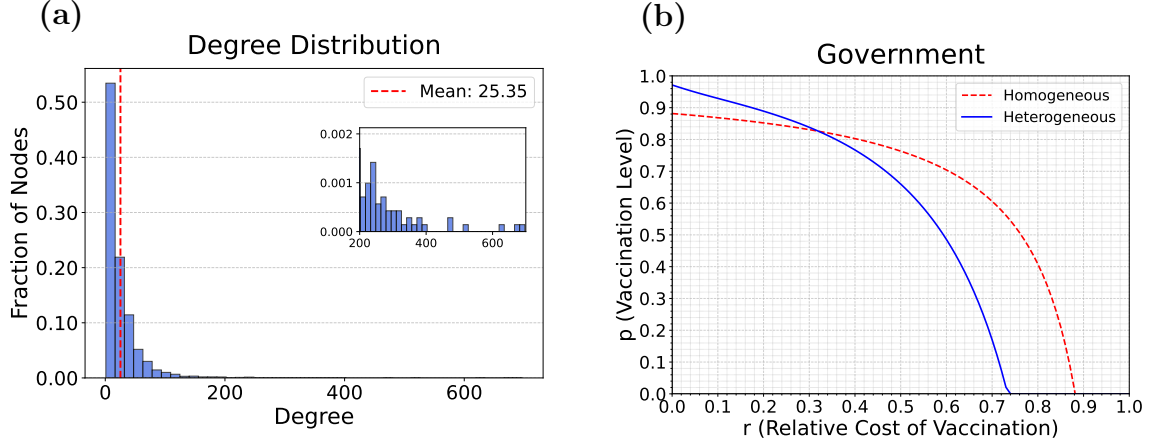 (a)
Degree Distribution
Fraction of Nodes
0.50
0.40
0.30
0.20
0.10
0.00
0
200
400
600
Degree
Mean: 25.35
0.002
0.001
0.000
200
400
600
(b)
Government
p (Vaccination Level)
1.0
0.9
0.8
0.7
0.6
0.5
0.4
0.3
0.2
0.1
0.0
0.0 0.1 0.2 0.3 0.4 0.5 0.6 0.7 0.8 0.9 1.0
r (Relative Cost of Vaccination)
Homogeneous
Heterogeneous